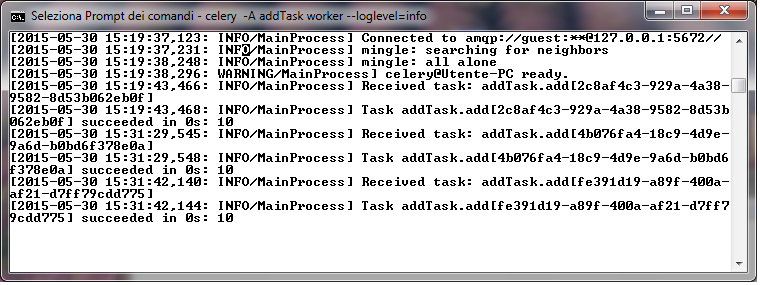 Seleziona Prompt dei comandi - celery -A addTask worker --loglevel=info
[2015-05-30 15:19:37,123: INFO/MainProcess] Connected to amqp://guest:**@127.0.0.1:5672//
[2015-05-30 15:19:37,231: INFO/MainProcess] mingle: searching for neighbors
[2015-05-30 15:19:38,248: INFO/MainProcess] mingle: all alone
[2015-05-30 15:19:38,296: WARNING/MainProcess] celery@Utente-PC ready.
[2015-05-30 15:19:43,466: INFO/MainProcess] Received task: addTask.add[2c8af4c3-929a-4a38-
9582-8d53b062eb0f]
[2015-05-30 15:19:43,468: INFO/MainProcess] Task addTask.add[2c8af4c3-929a-4a38-9582-8d53b
062eb0f] succeeded in 0s: 10
[2015-05-30 15:31:29,545: INFO/MainProcess] Received task: addTask.add[4b076fa4-18c9-4d9e-
9a6d-b0bd6f378e0a]
[2015-05-30 15:31:29,548: INFO/MainProcess] Task addTask.add[4b076fa4-18c9-4d9e-9a6d-b0bd6
f378e0a] succeeded in 0s: 10
[2015-05-30 15:31:42,140: INFO/MainProcess] Received task: addTask.add[fe391d19-a89f-400a-
af21-d7ff79cdd775]
[2015-05-30 15:31:42,144: INFO/MainProcess] Task addTask.add[fe391d19-a89f-400a-af21-d7ff7
9cdd775] succeeded in 0s: 10